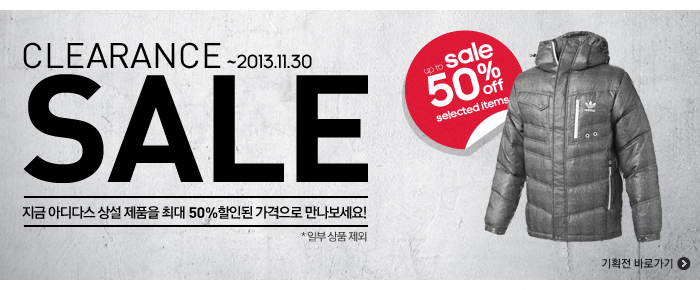 CLEARANCE ~2013.11.30
SALE
지금 아디다스 상설 제품을 최대 50%할인된 가격으로 만나보세요!
* 일부 상품 제외
up to sale
50% off
selected items
기획전 바로가기